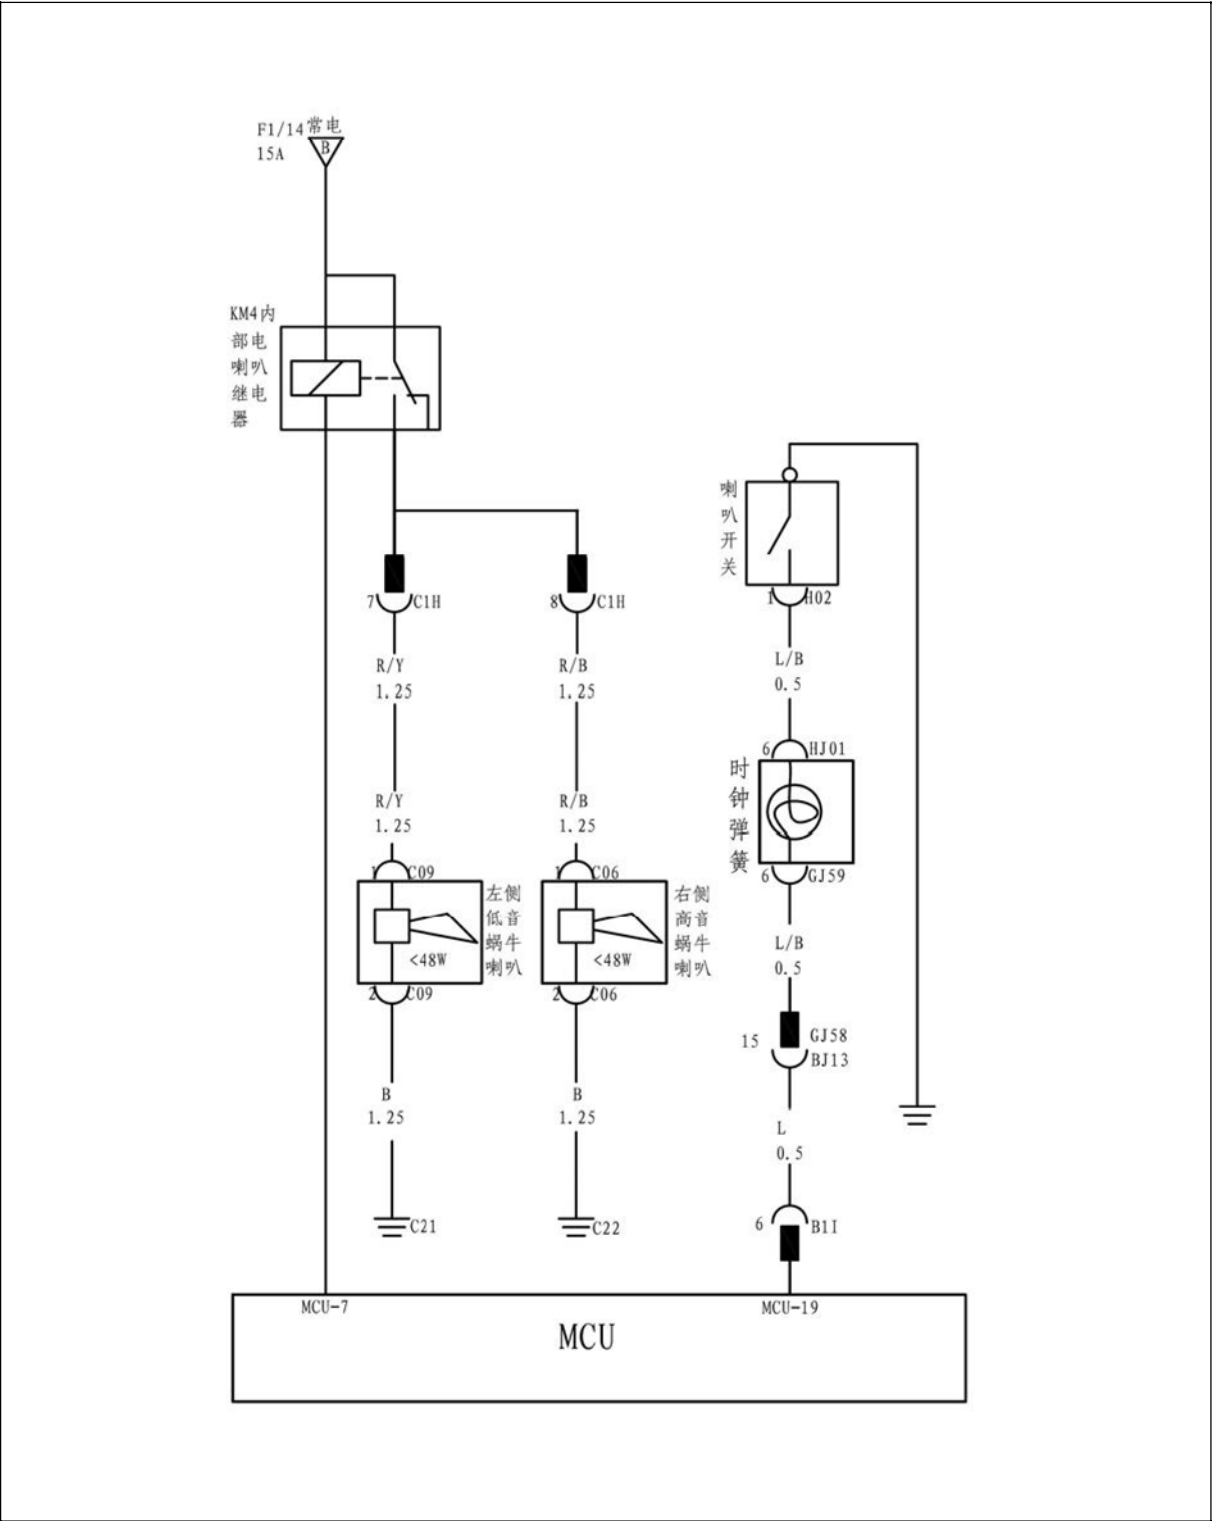 F1/14常电
15A
B
KM4内
部电
喇叭
继电
器
喇
叭
开
关
7
C1H
8
C1H
1
H02
R/Y
1.25
R/B
1.25
L/B
0.5
6
HJ01
时
钟
弹
簧
R/Y
1.25
R/B
1.25
1
C09
1
C06
6
GJ59
左侧
低音
蜗牛
喇叭
<48W
右侧
高音
蜗牛
喇叭
<48W
2
C09
2
C06
L/B
0.5
15
GJ58
BJ13
B
1.25
B
1.25
L
0.5
C21
C22
6
B1I
MCU-7
MCU-19
MCU